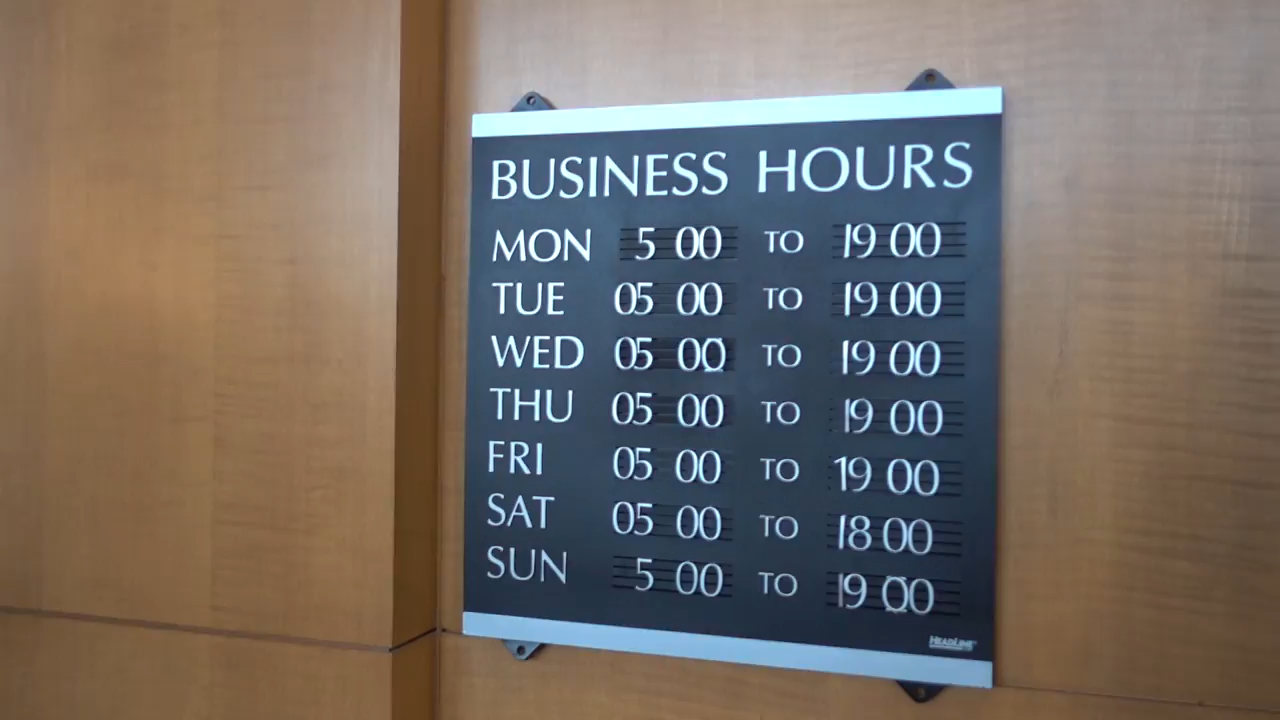 BUSINESS HOURS
MON 5 00 TO 19 00
TUE 05 00 TO 19 00
WED 05 00 TO 19 00
THU 05 00 TO 19 00
FRI 05 00 TO 19 00
SAT 05 00 TO 18 00
SUN 5 00 TO 19 00
HEADLINE